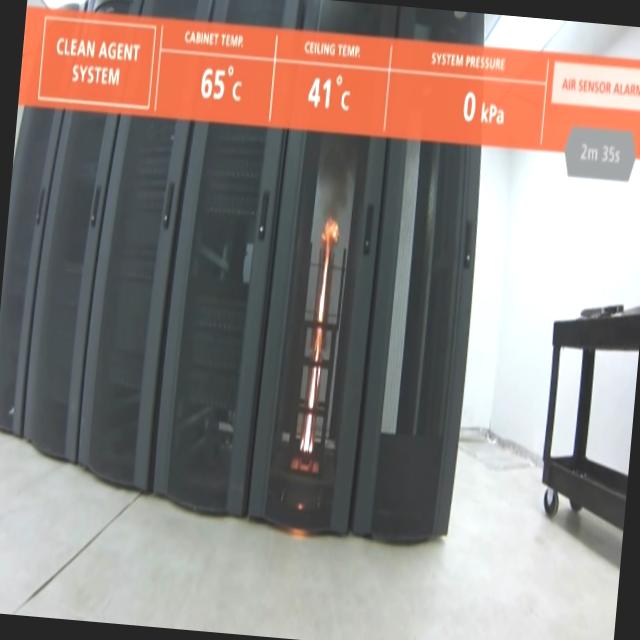 CLEAN AGENT
SYSTEM
CABINET TEMP.
65°C
CEILING TEMP.
41°C
SYSTEM PRESSURE
0 kPa
AIR SENSOR ALARM
2m 35s